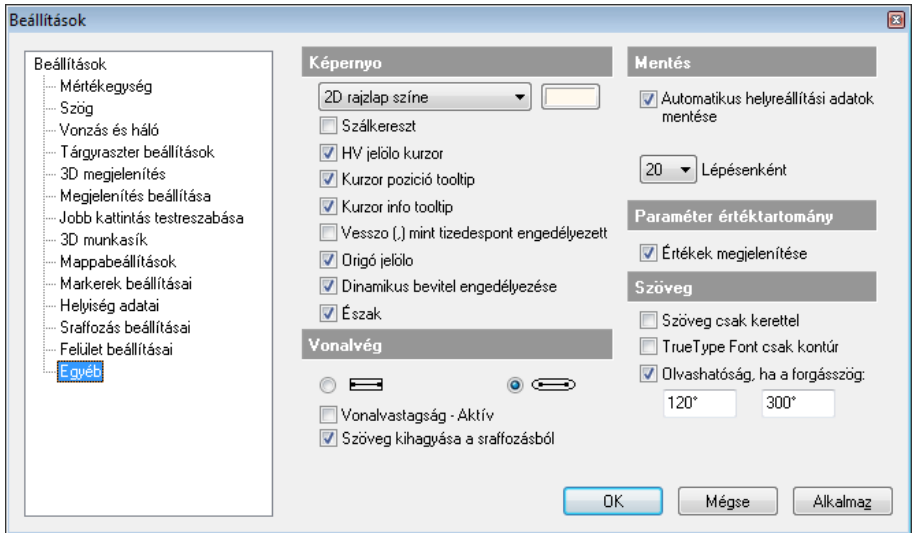 Beállítások
Beállítások
Mértékegység
Szög
Vonzás és háló
Tárgyraszter beállítások
3D megjelenítés
Megjelenítés beállítása
Jobb kattintás testreszabása
3D munkasík
Mappabeállítások
Markerek beállításai
Helyiség adatai
Sraffozás beállításai
Felület beállításai
Egyéb
Képernyo
2D rajzlap színe
Szálkereszt
HV jelölo kurzor
Kurzor pozició tooltip
Kurzor info tooltip
Vesszo (,) mint tizedespont engedélyezett
Origó jelölo
Dinamikus bevitel engedélyezése
Észak
Vonalvég
Vonalvastagság - Aktív
Szöveg kihagyása a sraffozásból
Mentés
Automatikus helyreállítási adatok
mentése
20 Lépésenként
Paraméter értéktartomány
Értékek megjelenítése
Szöveg
Szöveg csak kerettel
TrueType Font csak kontúr
Olvashatóság, ha a forgásszög:
120° 300°
OK Mégse Alkalmaz